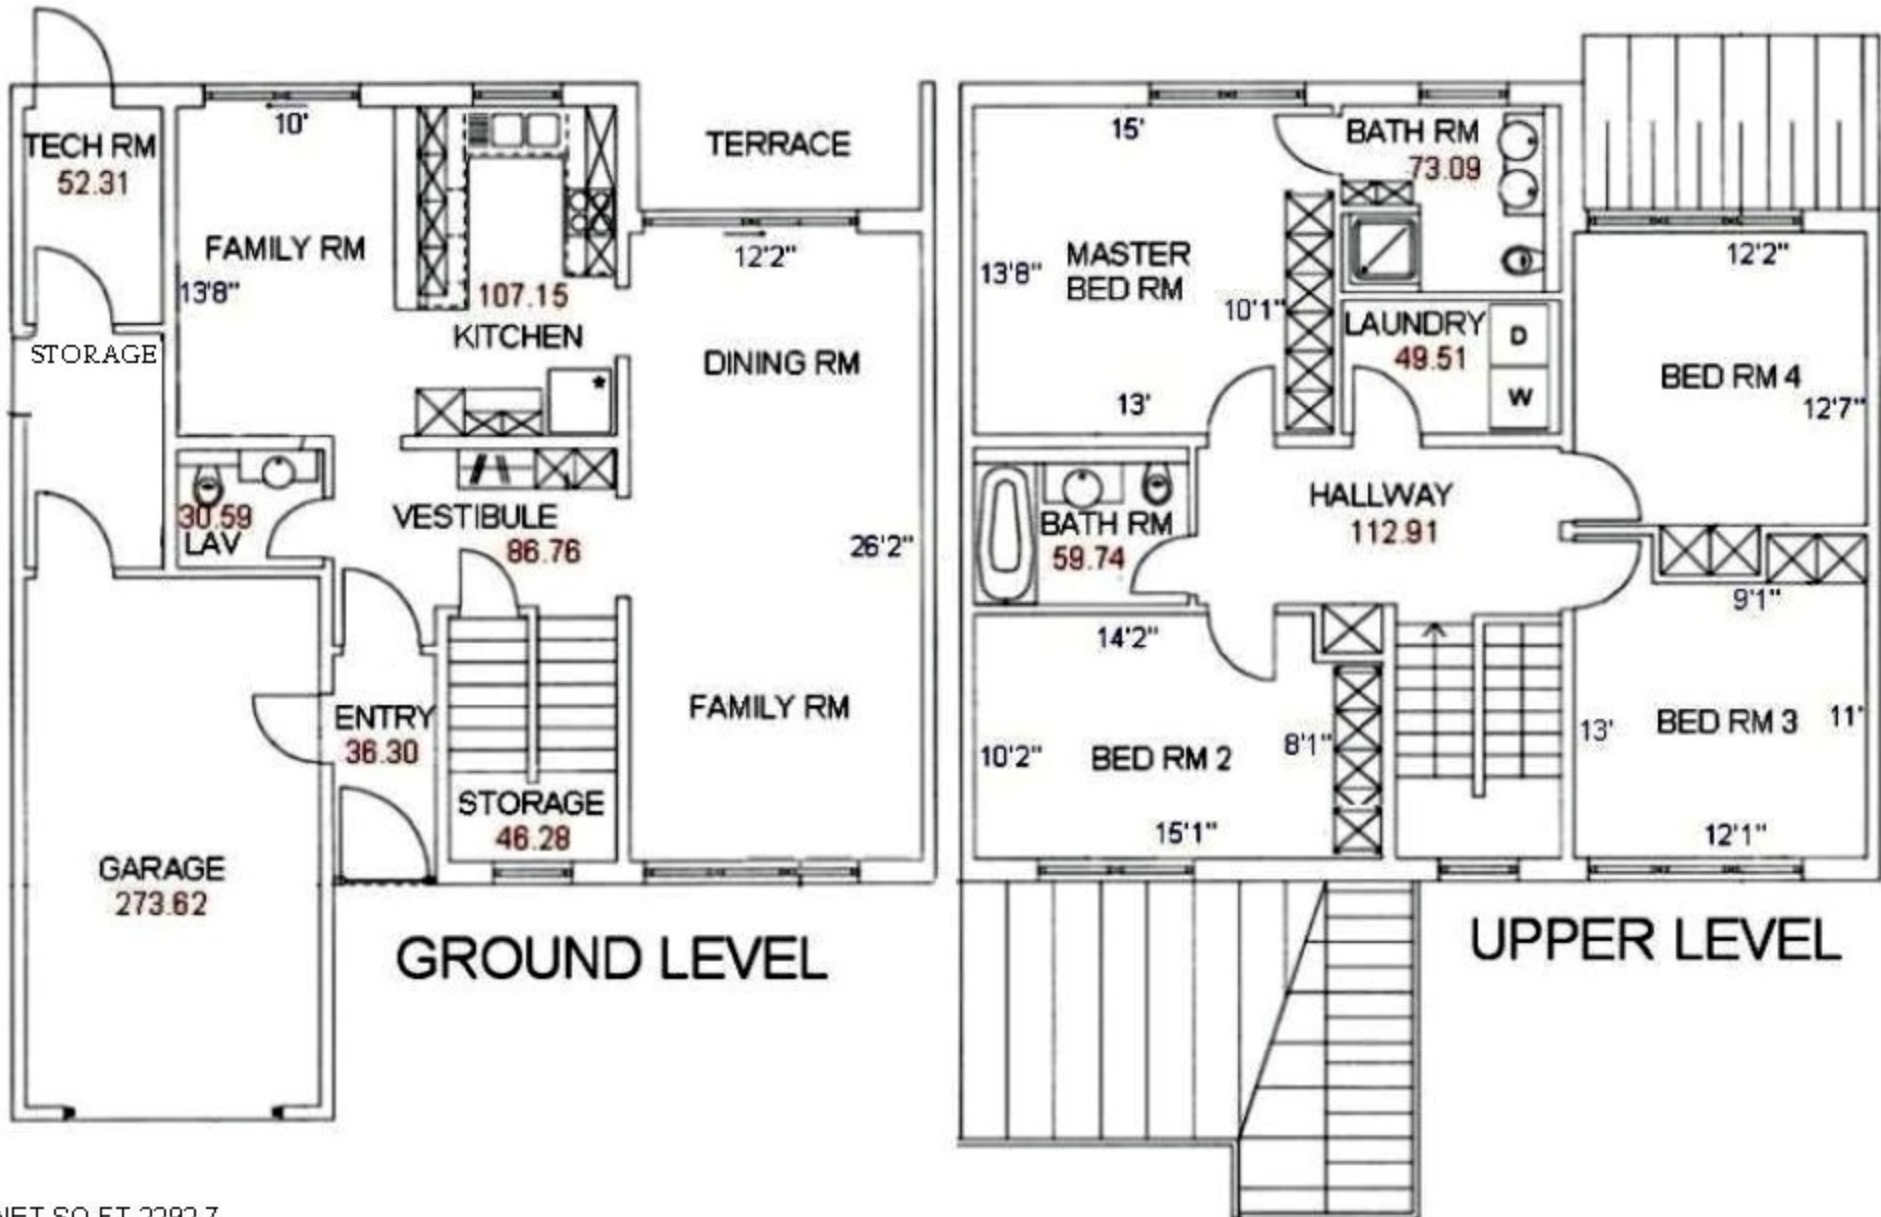 TECH RM
52.31
10'
FAMILY RM
13'8"
107.15
KITCHEN
TERRACE
12'2"
DINING RM
STORAGE
30.59
LAV
VESTIBULE
86.76
26'2"
ENTRY
36.30
FAMILY RM
STORAGE
46.28
GARAGE
273.62
GROUND LEVEL
15'
BATH RM
73.09
MASTER
BED RM
13'8"
10'1"
13'
LAUNDRY
49.51
D
W
12'2"
BED RM 4
12'7"
BATH RM
59.74
HALLWAY
112.91
9'1"
14'2"
10'2"
BED RM 2
8'1"
15'1"
13'
BED RM 3
11'
12'1"
UPPER LEVEL
NET SQ FT